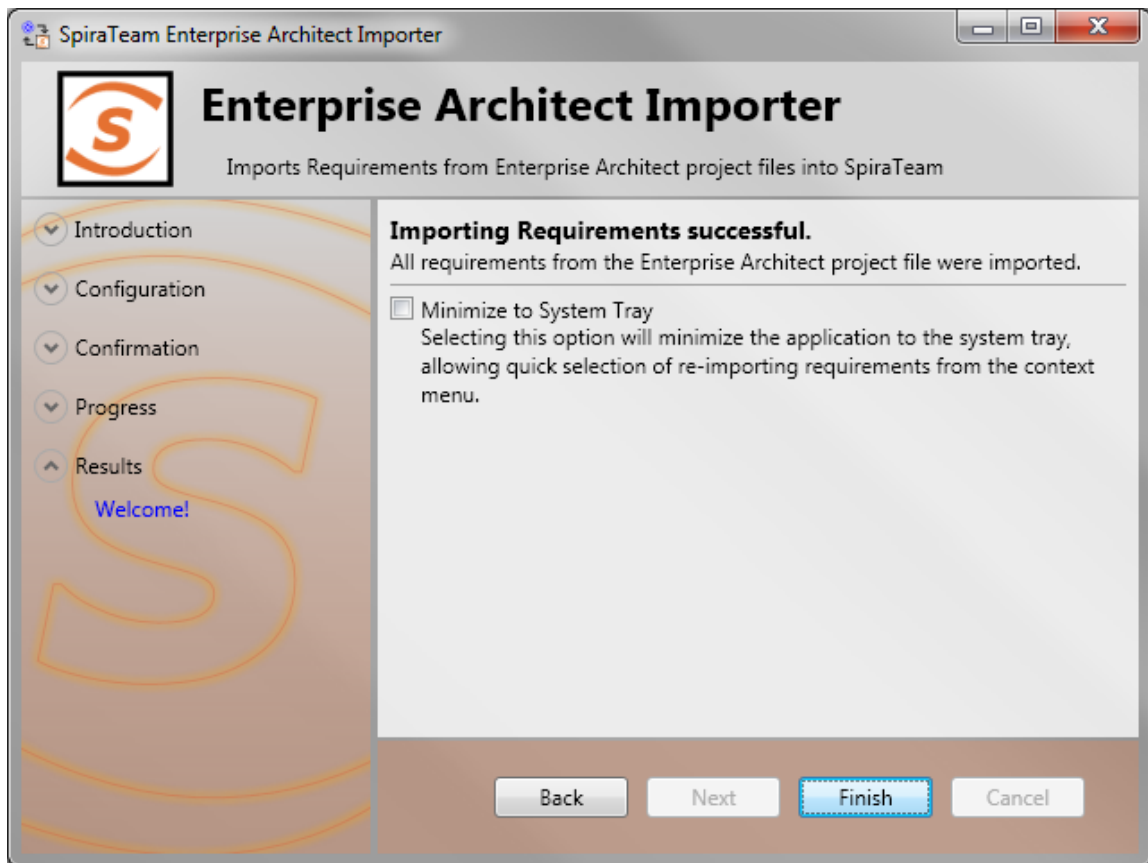 SpiraTeam Enterprise Architect Importer
S
Enterprise Architect Importer
Imports Requirements from Enterprise Architect project files into SpiraTeam
Introduction
Configuration
Confirmation
Progress
Results
Welcome!
Importing Requirements successful.
All requirements from the Enterprise Architect project file were imported.
Minimize to System Tray
Selecting this option will minimize the application to the system tray,
allowing quick selection of re-importing requirements from the context
menu.
Back
Next
Finish
Cancel